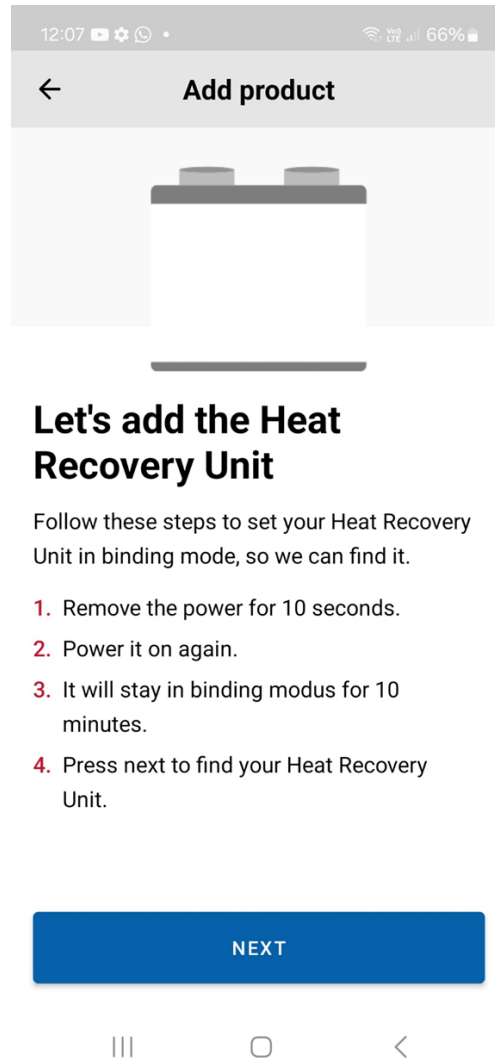 12:07
Vo) LTE 66%
Add product
Let's add the Heat
Recovery Unit
Follow these steps to set your Heat Recovery
Unit in binding mode, so we can find it.
1. Remove the power for 10 seconds.
2. Power it on again.
3. It will stay in binding modus for 10
minutes.
4. Press next to find your Heat Recovery
Unit.
NEXT